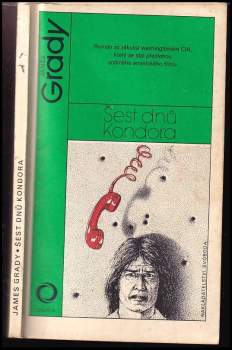 JAMES GRADY • ŠEST DNŮ KONDORA
James
Grady
Román ze zákulisí washingtonské CIA,
který se stal předlohou
známého amerického filmu
Šest dnů
Kondora
NAKLADATELSTVÍ SVOBODA